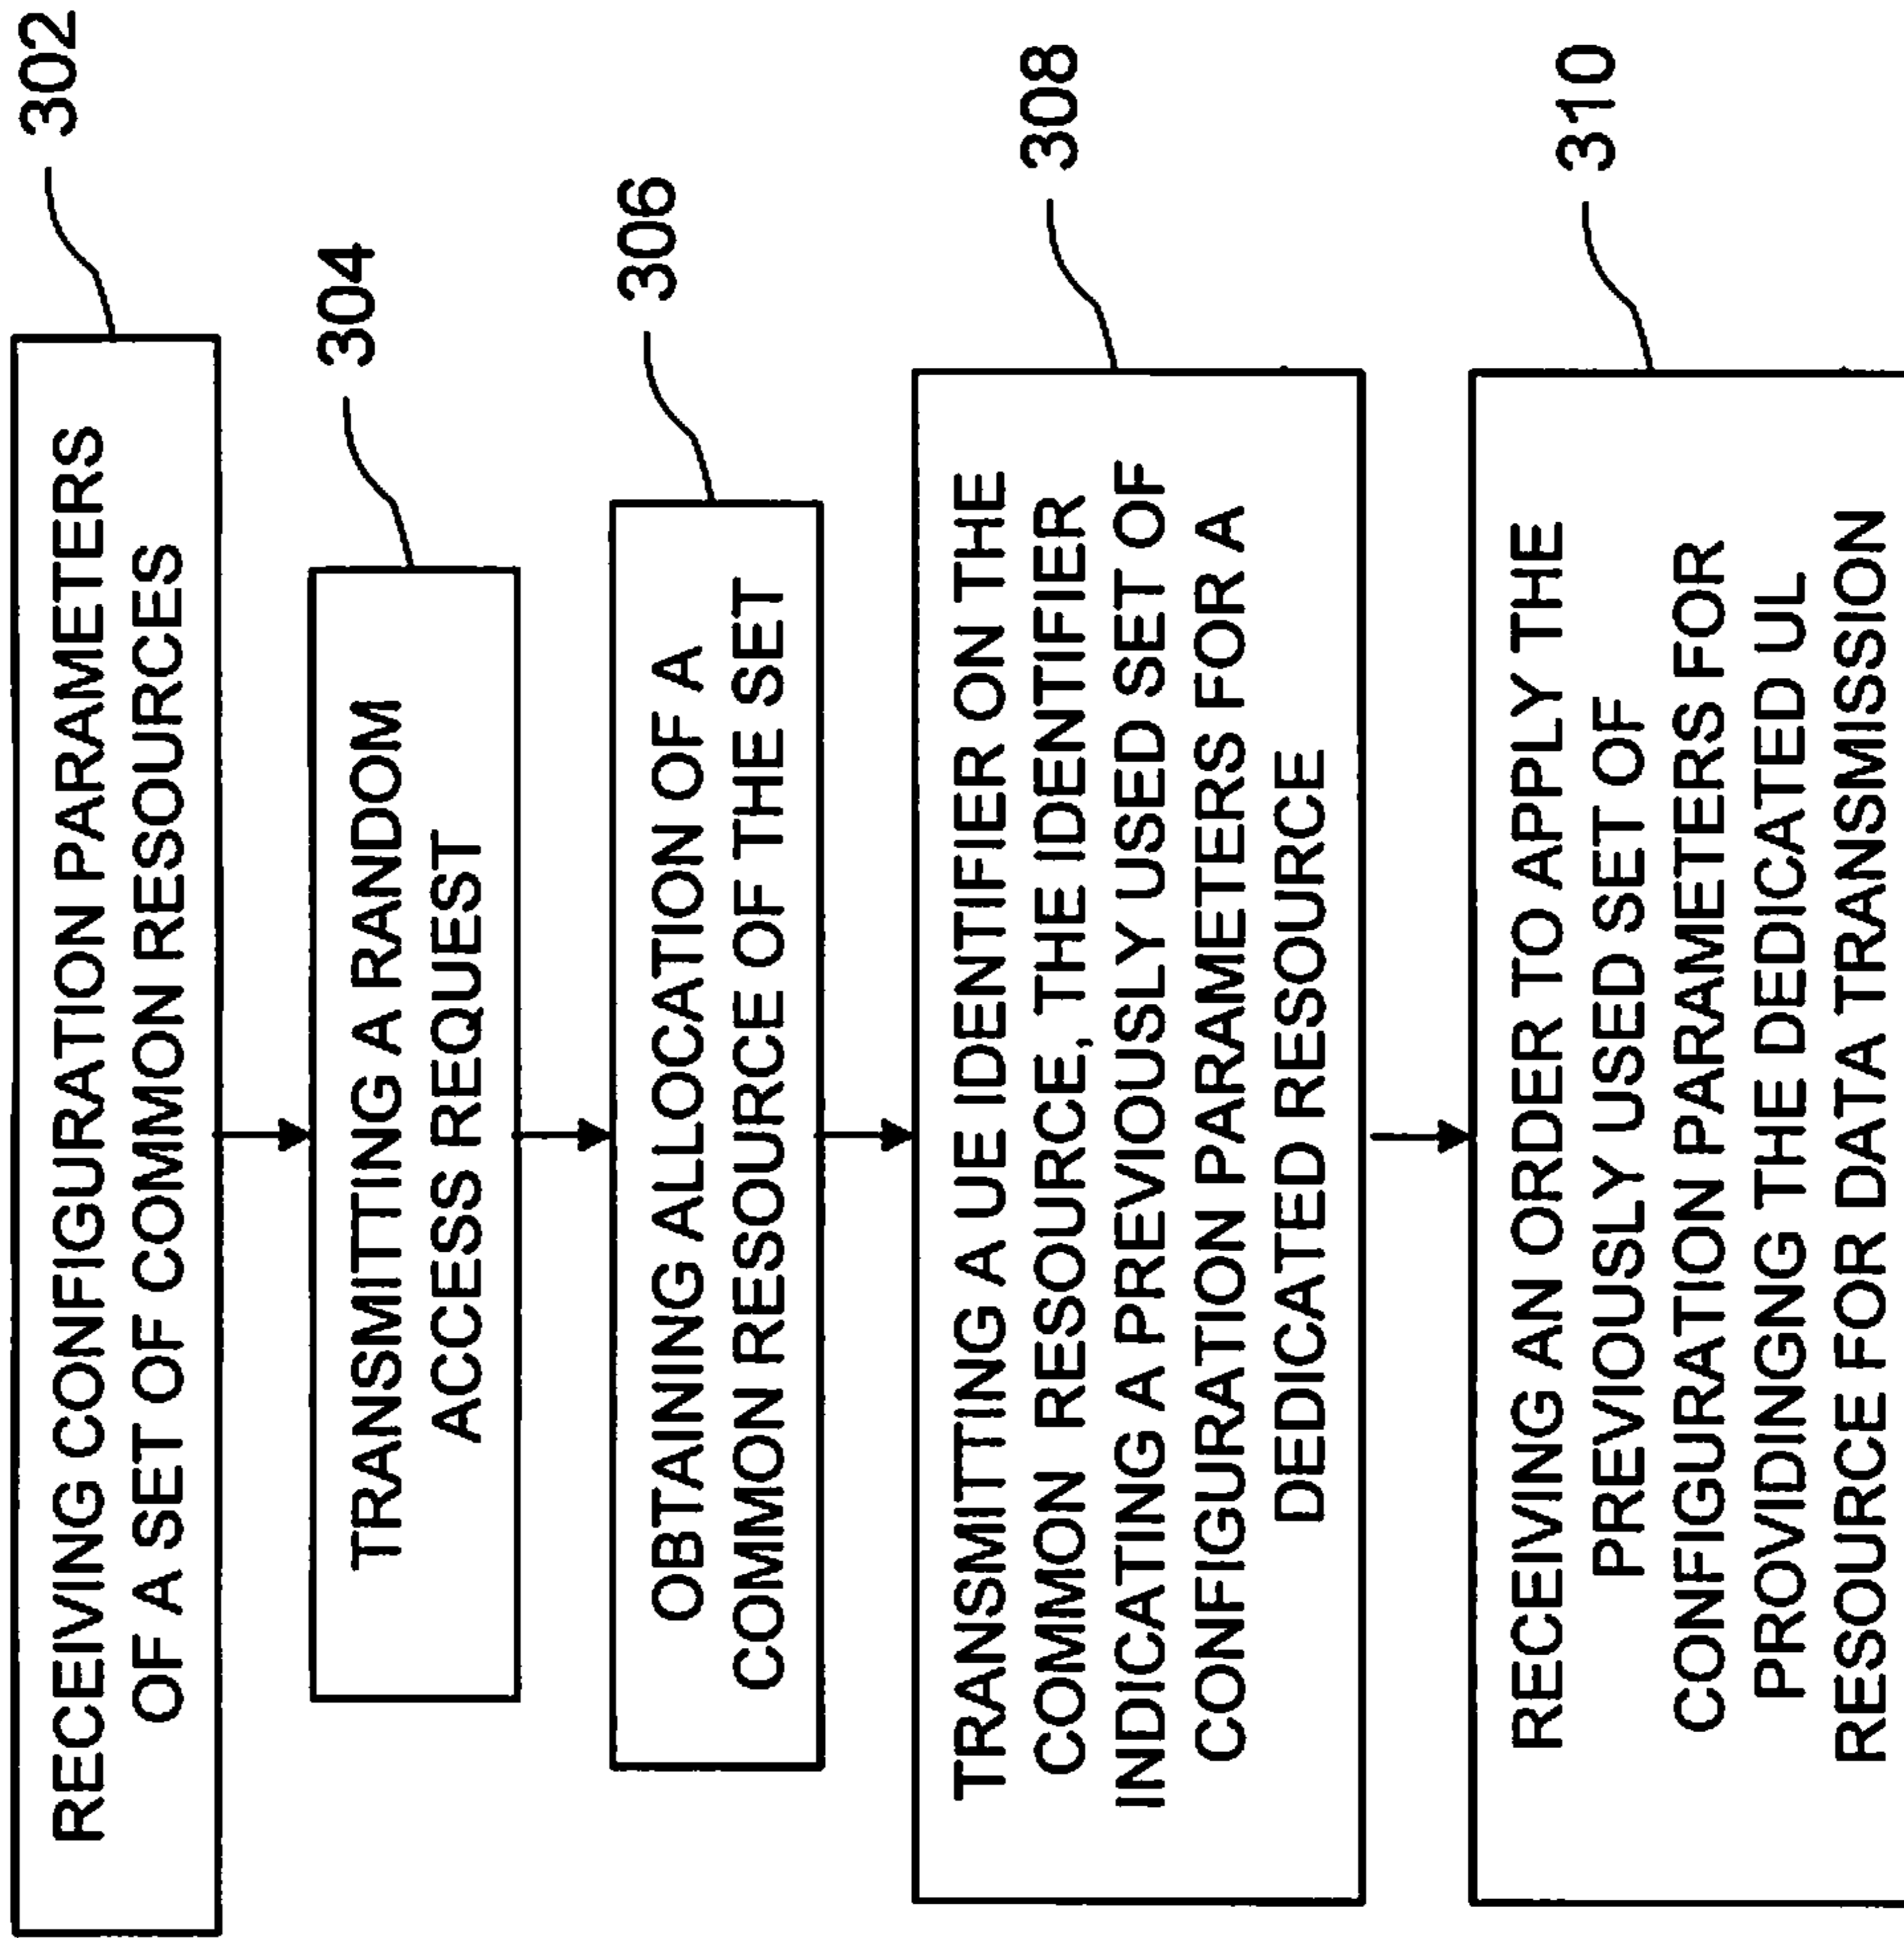 RECEIVING CONFIGURATION PARAMETERS
OF A SET OF COMMON RESOURCES
302
TRANSMITTING A RANDOM
ACCESS REQUEST
304
OBTAINING ALLOCATION OF A
COMMON RESOURCE OF THE SET
306
TRANSMITING A UE IDENTIFIER ON THE
COMMON RESOURCE, THE IDENTIFIER
INDICATING A PREVIOUSLY USED SET OF
CONFIGURATION PARAMETERS FOR A
DEDICATED RESOURCE
308
RECEIVING AN ORDER TO APPLY THE
PREVIOUSLY USED SET OF
CONFIGURATION PARAMETERS FOR
PROVIDIGNG THE DEDICATED UL
RESOURCE FOR DATA TRANSMISSION
310